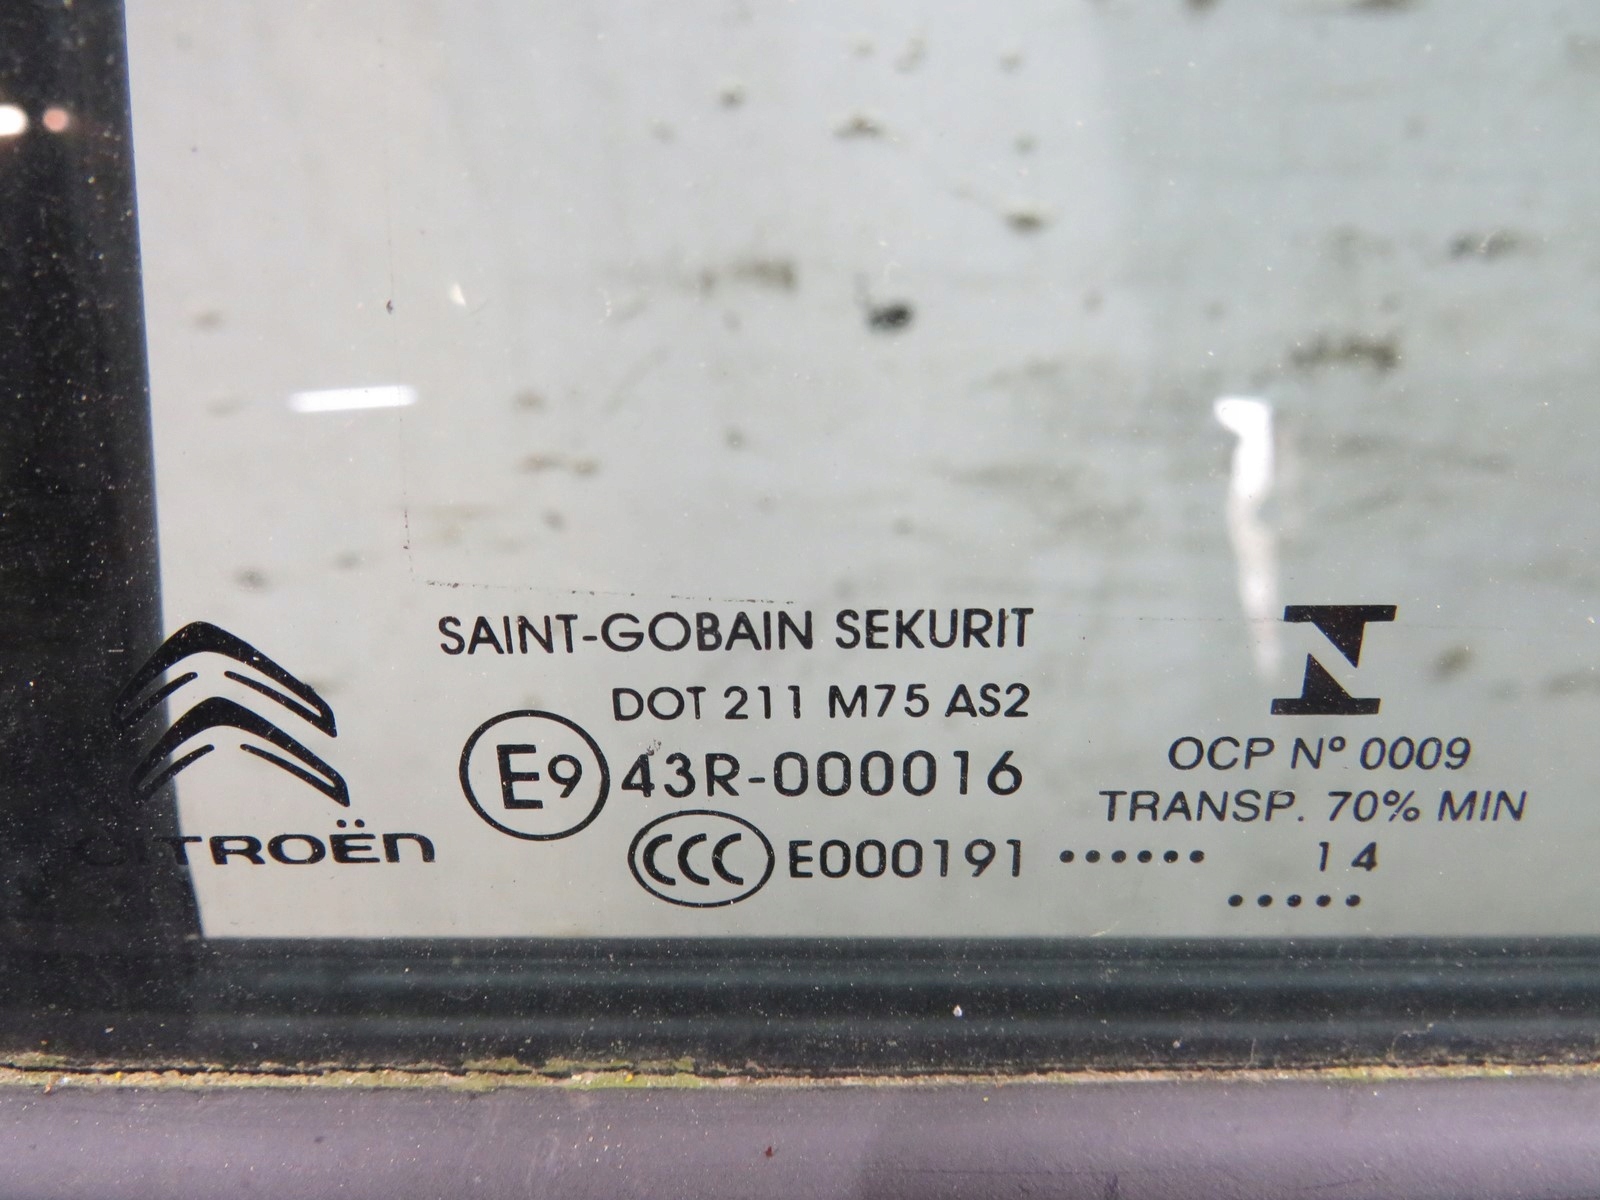 SAINT-GOBAIN SEKURIT
DOT 211 M75 AS2
E9 43R-000016
CCC E000191 ...... 14
.....
CITROËN
N
OCP Nº 0009
TRANSP. 70% MIN